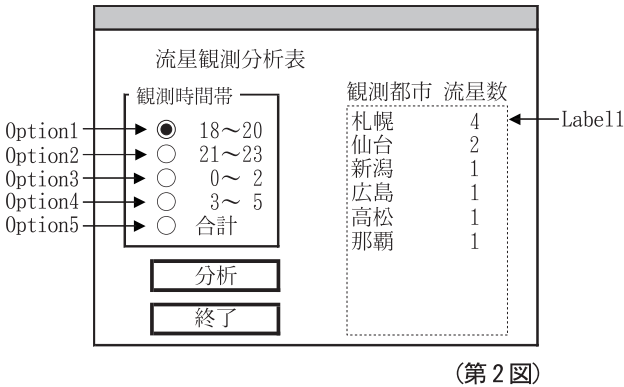 流星観測分析表
観測時間帯
Option1 18～20
Option2 21～23
Option3 0～ 2
Option4 3～ 5
Option5 合計
分析
終了
観測都市 流星数
札幌 4 Label1
仙台 2
新潟 1
広島 1
高松 1
那覇 1
(第2図)